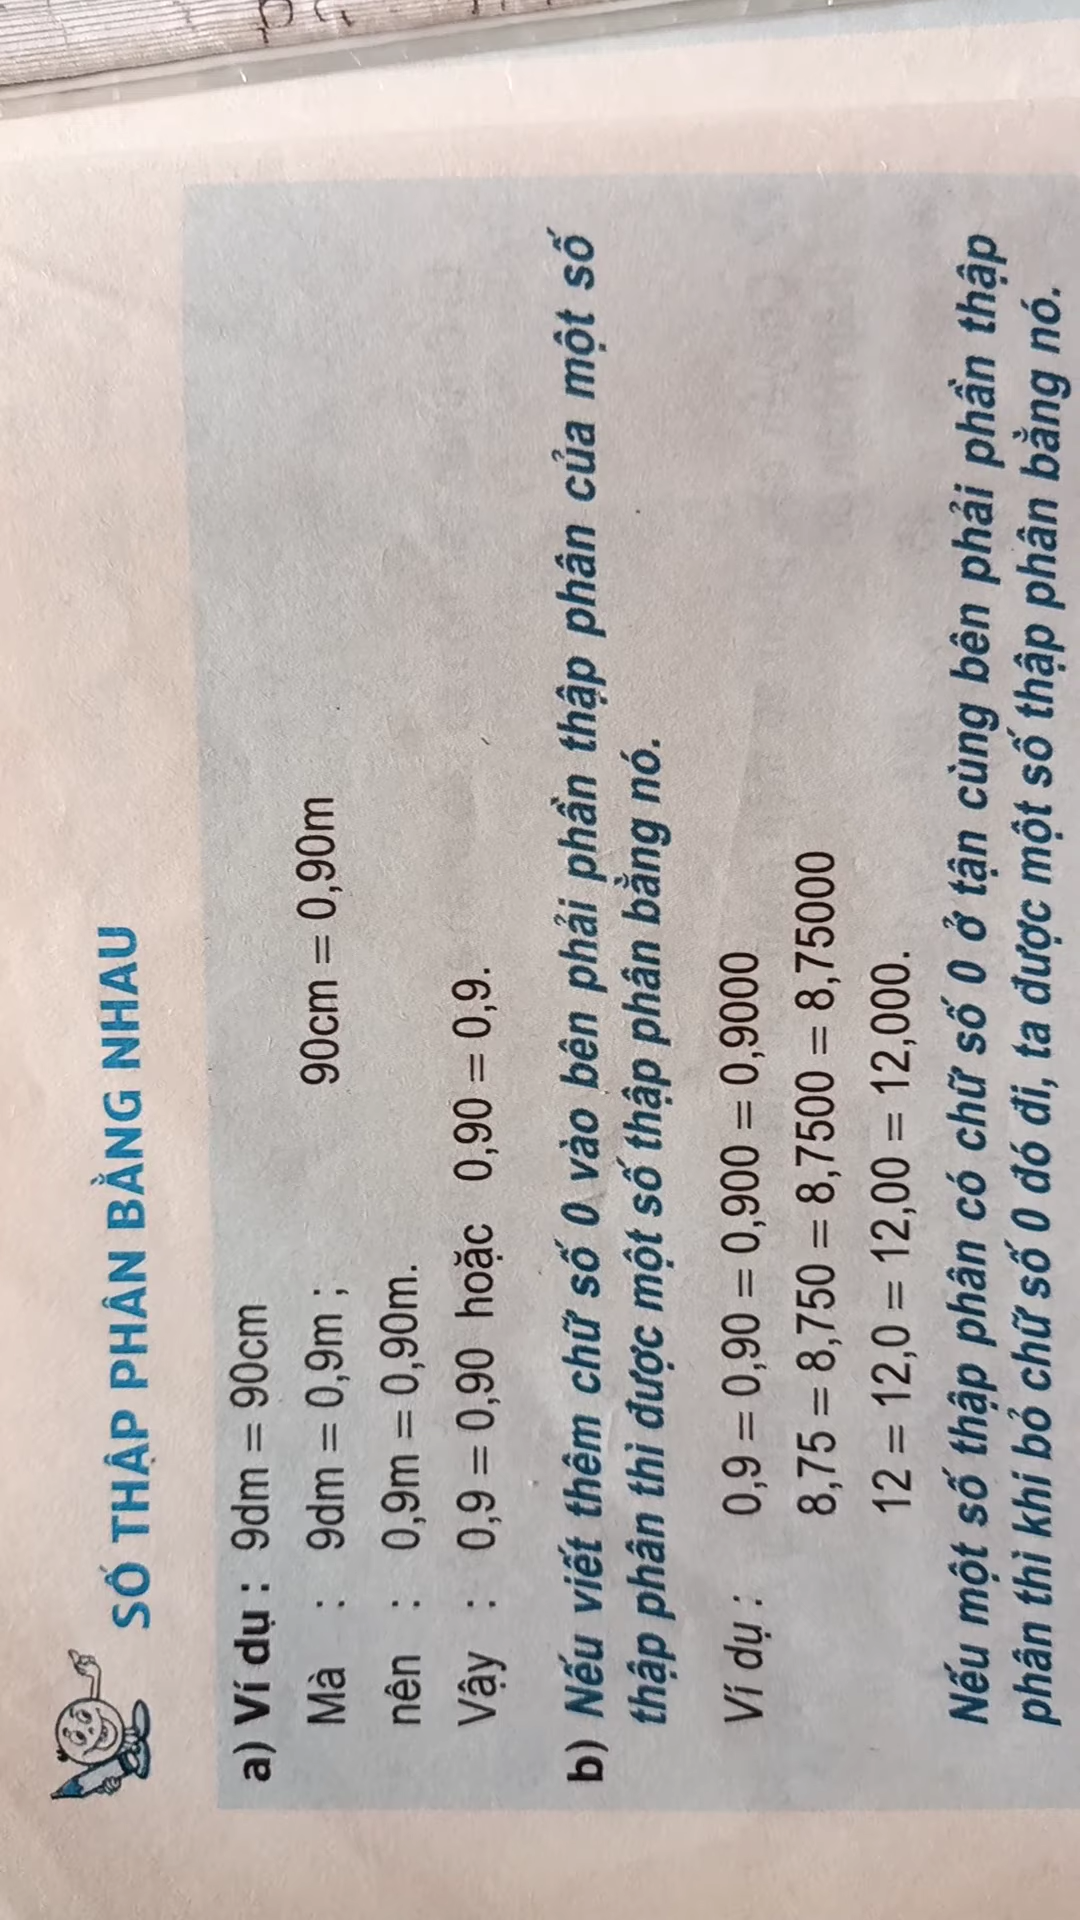 SỐ THẬP PHÂN BẰNG NHAU
a) Ví dụ : 9dm = 90cm
Mà : 9dm = 0,9m ; 90cm = 0,90m
nên : 0,9m = 0,90m.
Vậy : 0,9 = 0,90 hoặc 0,90 = 0,9.
b) Nếu viết thêm chữ số 0 vào bên phải phần thập phân của một số
thập phân thì được một số thập phân bằng nó.
Ví dụ : 0,9 = 0,90 = 0,900 = 0,9000
8,75 = 8,750 = 8,7500 = 8,75000
12 = 12,0 = 12,00 = 12,000.
Nếu một số thập phân có chữ số 0 ở tận cùng bên phải phần thập
phân thì khi bỏ chữ số 0 đó đi, ta được một số thập phân bằng nó.